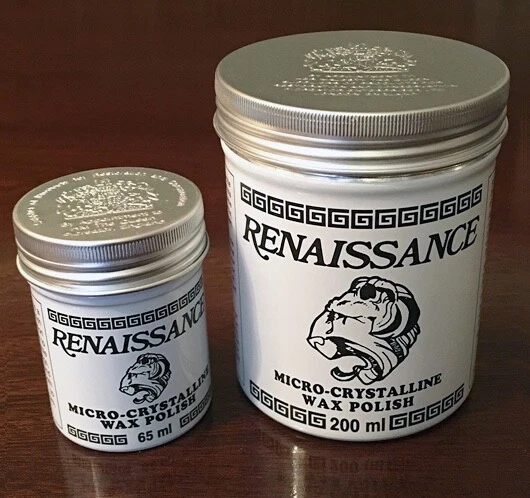 RENAISSANCE
MICRO-CRYSTALLINE
WAX POLISH
65 ml
RENAISSANCE
MICRO-CRYSTALLINE
WAX POLISH
200 ml